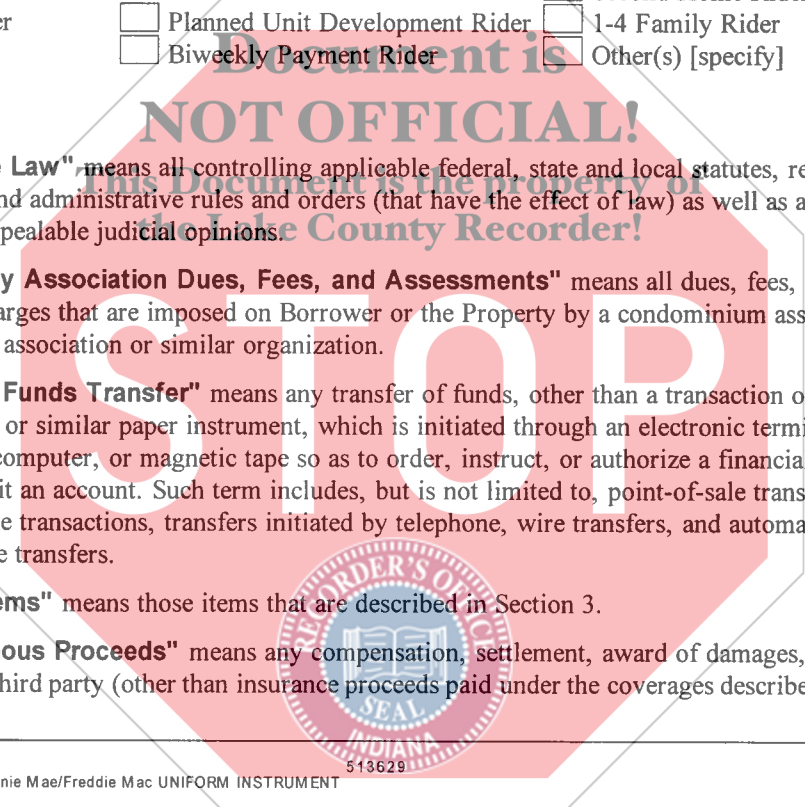 er Planned Unit Development Rider 1-4 Family Rider
Biweekly Payment Rider Other(s) [specify]
Document is
NOT OFFICIAL!
This Document is the property of
the Lake County Recorder!
e Law" means all controlling applicable federal, state and local statutes, re
nd administrative rules and orders (that have the effect of law) as well as a
pealable judicial opinions.
y Association Dues, Fees, and Assessments" means all dues, fees,
arges that are imposed on Borrower or the Property by a condominium ass
association or similar organization.
STOP
Funds Transfer" means any transfer of funds, other than a transaction o
or similar paper instrument, which is initiated through an electronic termi
computer, or magnetic tape so as to order, instruct, or authorize a financial
it an account. Such term includes, but is not limited to, point-of-sale trans
e transactions, transfers initiated by telephone, wire transfers, and automa
e transfers.
ems" means those items that are described in Section 3.
ous Proceeds" means any compensation, settlement, award of damages,
hird party (other than insurance proceeds paid under the coverages describe
RECORDER'S OFFICE
SEAL
INDIANA
513629
nie Mae/Freddie Mac UNIFORM INSTRUMENT